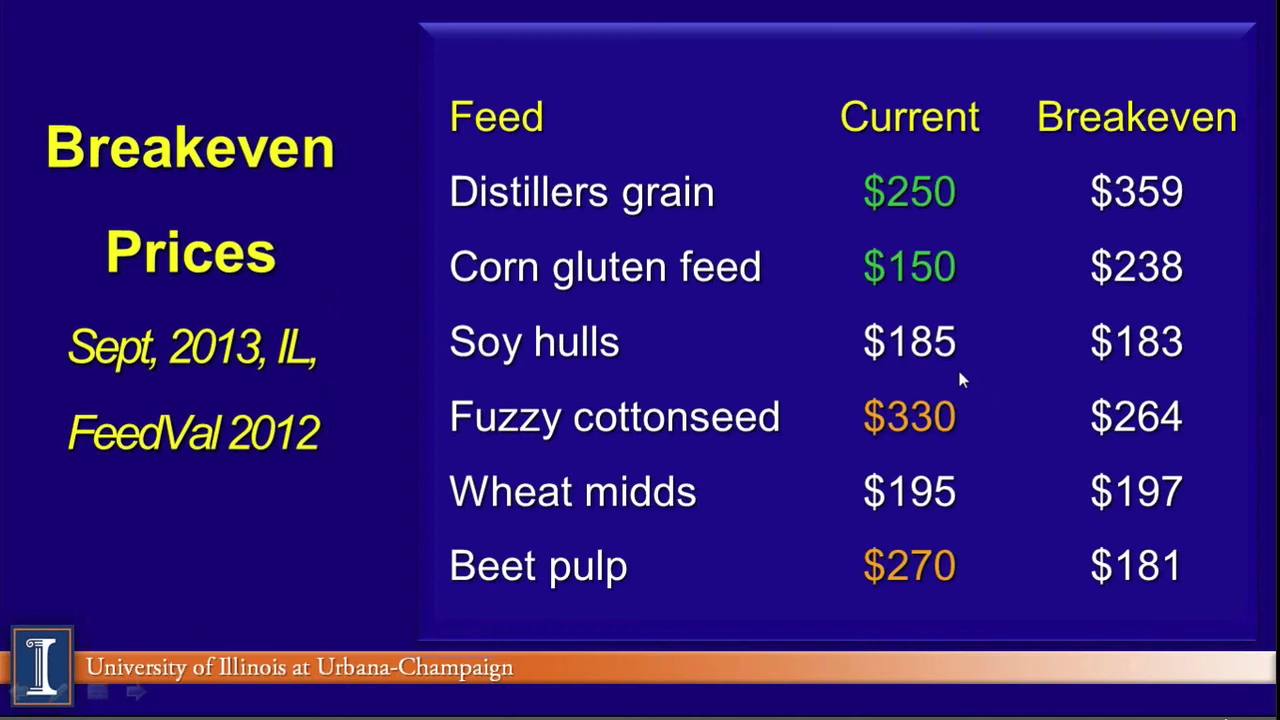 Breakeven
Prices
Sept, 2013, IL,
FeedVal 2012
Feed Current Breakeven
Distillers grain $250 $359
Corn gluten feed $150 $238
Soy hulls $185 $183
Fuzzy cottonseed $330 $264
Wheat midds $195 $197
Beet pulp $270 $181
I University of Illinois at Urbana-Champaign